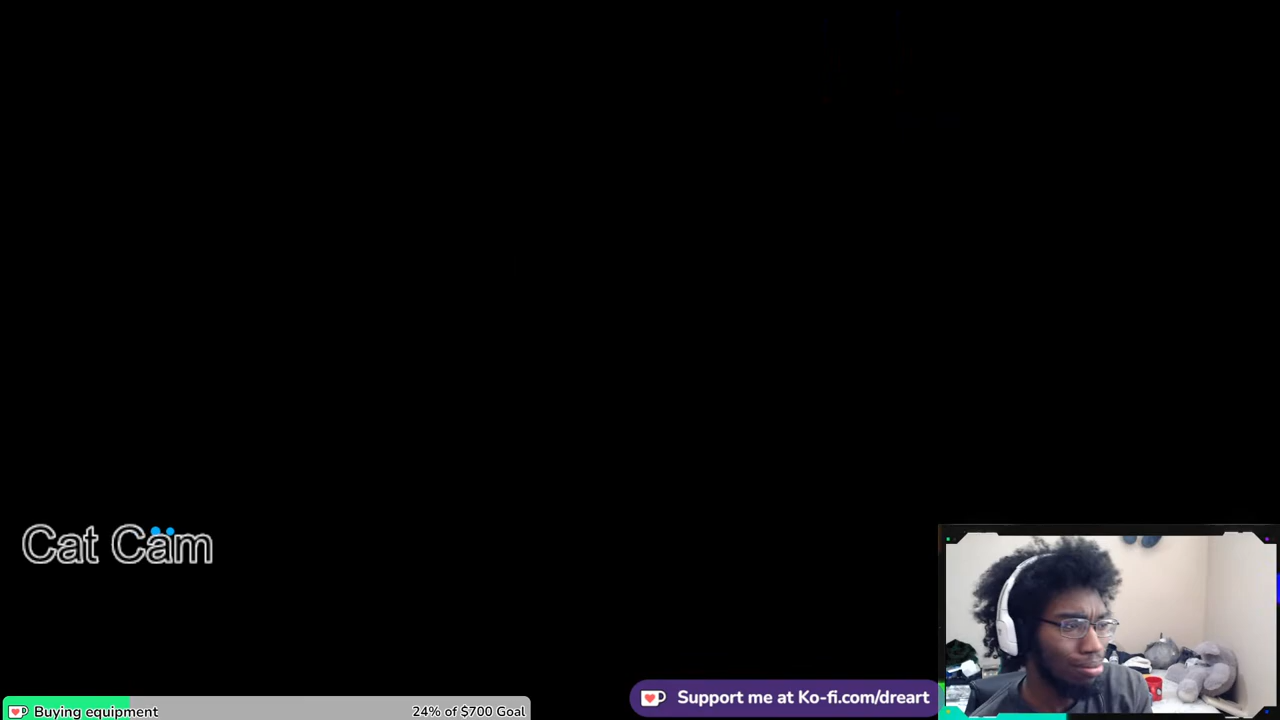 Cat Cam
Support me at Ko-fi.com/dreart
Buying equipment 24% of $700 Goal